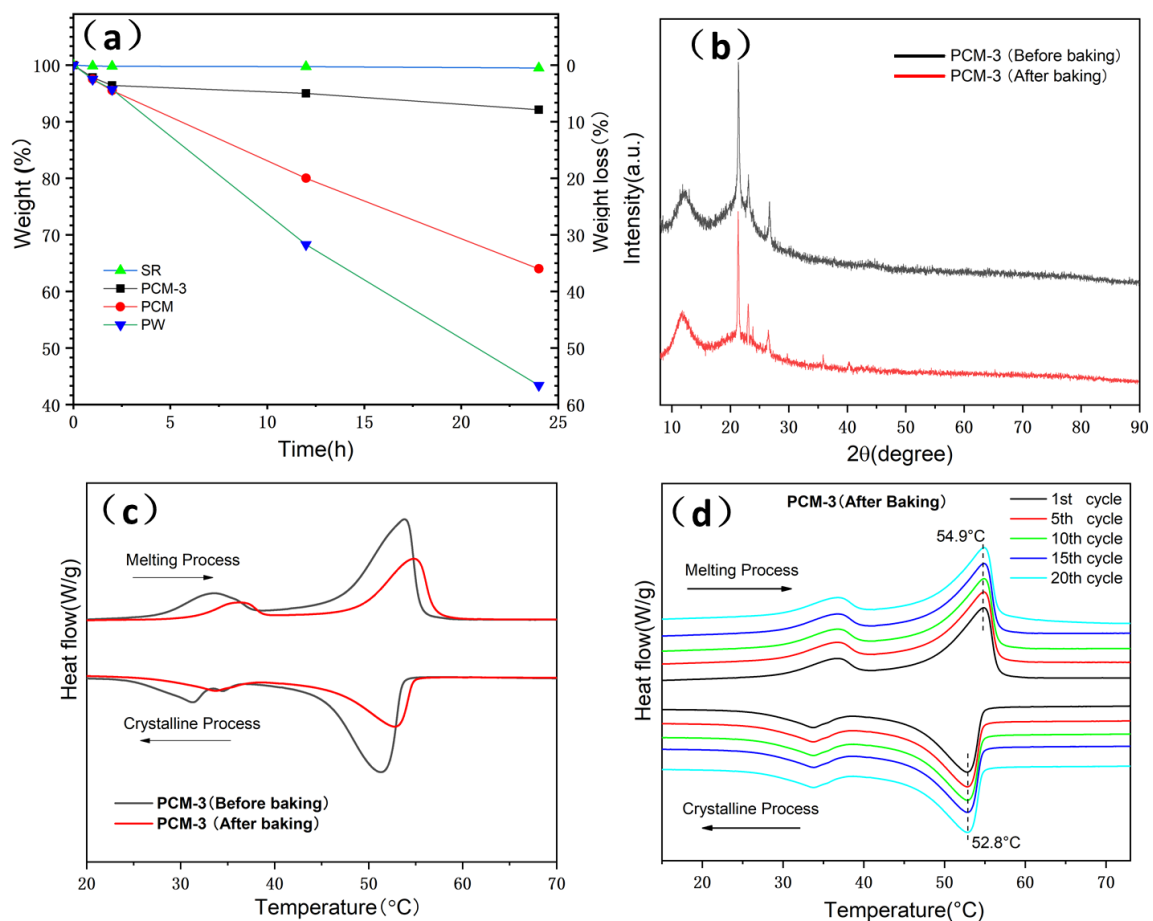 （a）
100
90
80
70
60
50
40
Weight (%)
0
10
20
30
40
50
60
Weight loss(%)
SR
PCM-3
PCM
PW
0 5 10 15 20 25
Time(h)
（b）
PCM-3（Before baking）
PCM-3（After baking）
Intensity(a.u.)
10 20 30 40 50 60 70 80 90
2θ(degree)
（c）
Melting Process
Heat flow(W/g)
Crystalline Process
PCM-3（Before baking）
PCM-3（After baking）
20 30 40 50 60 70
Temperature（°C）
（d）
PCM-3（After Baking）
1st cycle
5th cycle
10th cycle
15th cycle
20th cycle
54.9°C
Melting Process
Heat flow(W/g)
Crystalline Process
52.8°C
20 30 40 50 60 70
Temperature(°C)